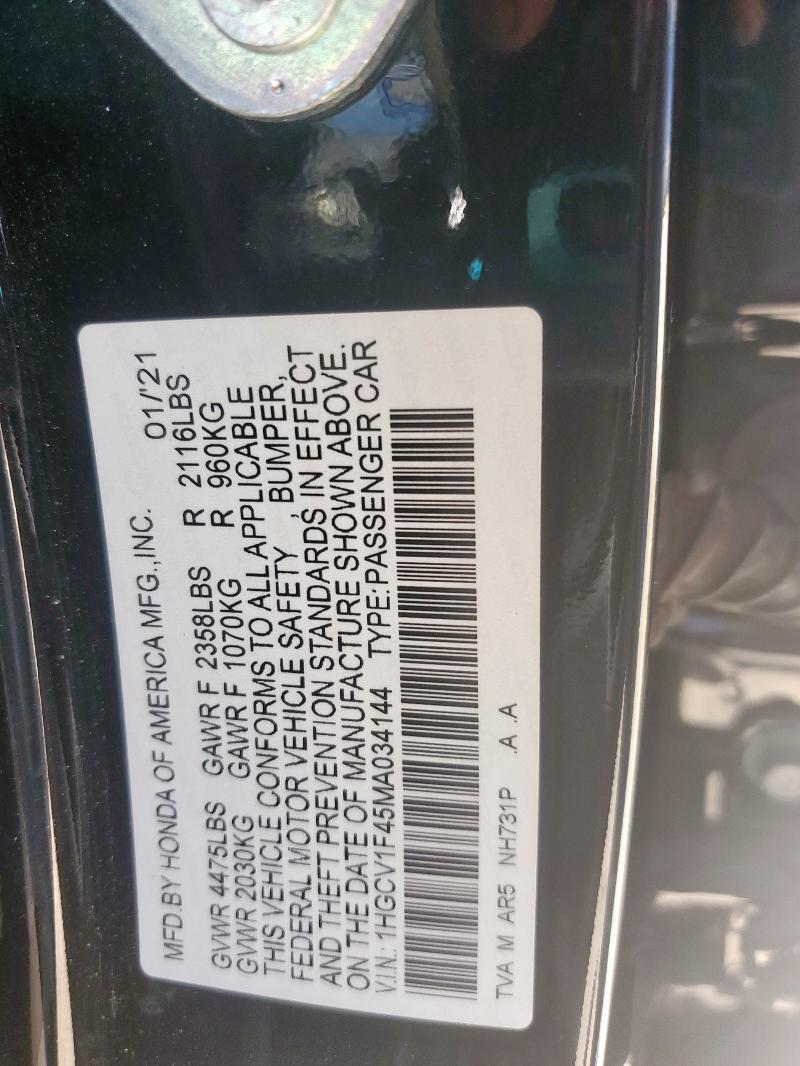 MFD.BY HONDA OF AMERICA MFG.,INC. 01/'21
GVWR 4475LBS GAWR F 2358LBS R 2116LBS
GVWR 2030KG GAWR F 1070KG R 960KG
THIS VEHICLE CONFORMS TO ALL APPLICABLE
FEDERAL MOTOR VEHICLE SAFETY , BUMPER,
AND THEFT PREVENTION STANDARDS IN EFFECT
ON THE DATE OF MANUFACTURE SHOWN ABOVE.
V.I.N.: 1HGCV1F45MA034144 TYPE:PASSENGER CAR
TVA M AR5 NH731P .A .A